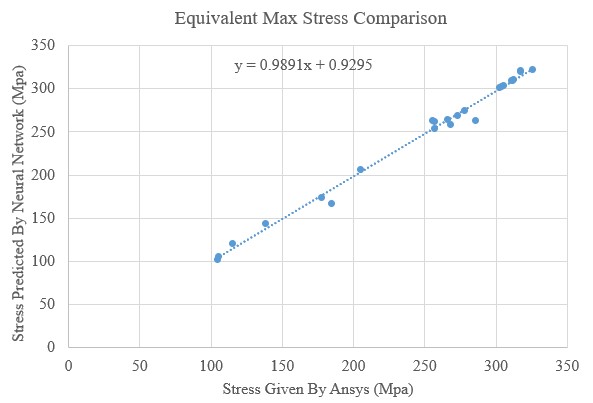 Equivalent Max Stress Comparison
y = 0.9891x + 0.9295
Stress Predicted By Neural Network (Mpa)
350
300
250
200
150
100
50
0
0 50 100 150 200 250 300 350
Stress Given By Ansys (Mpa)